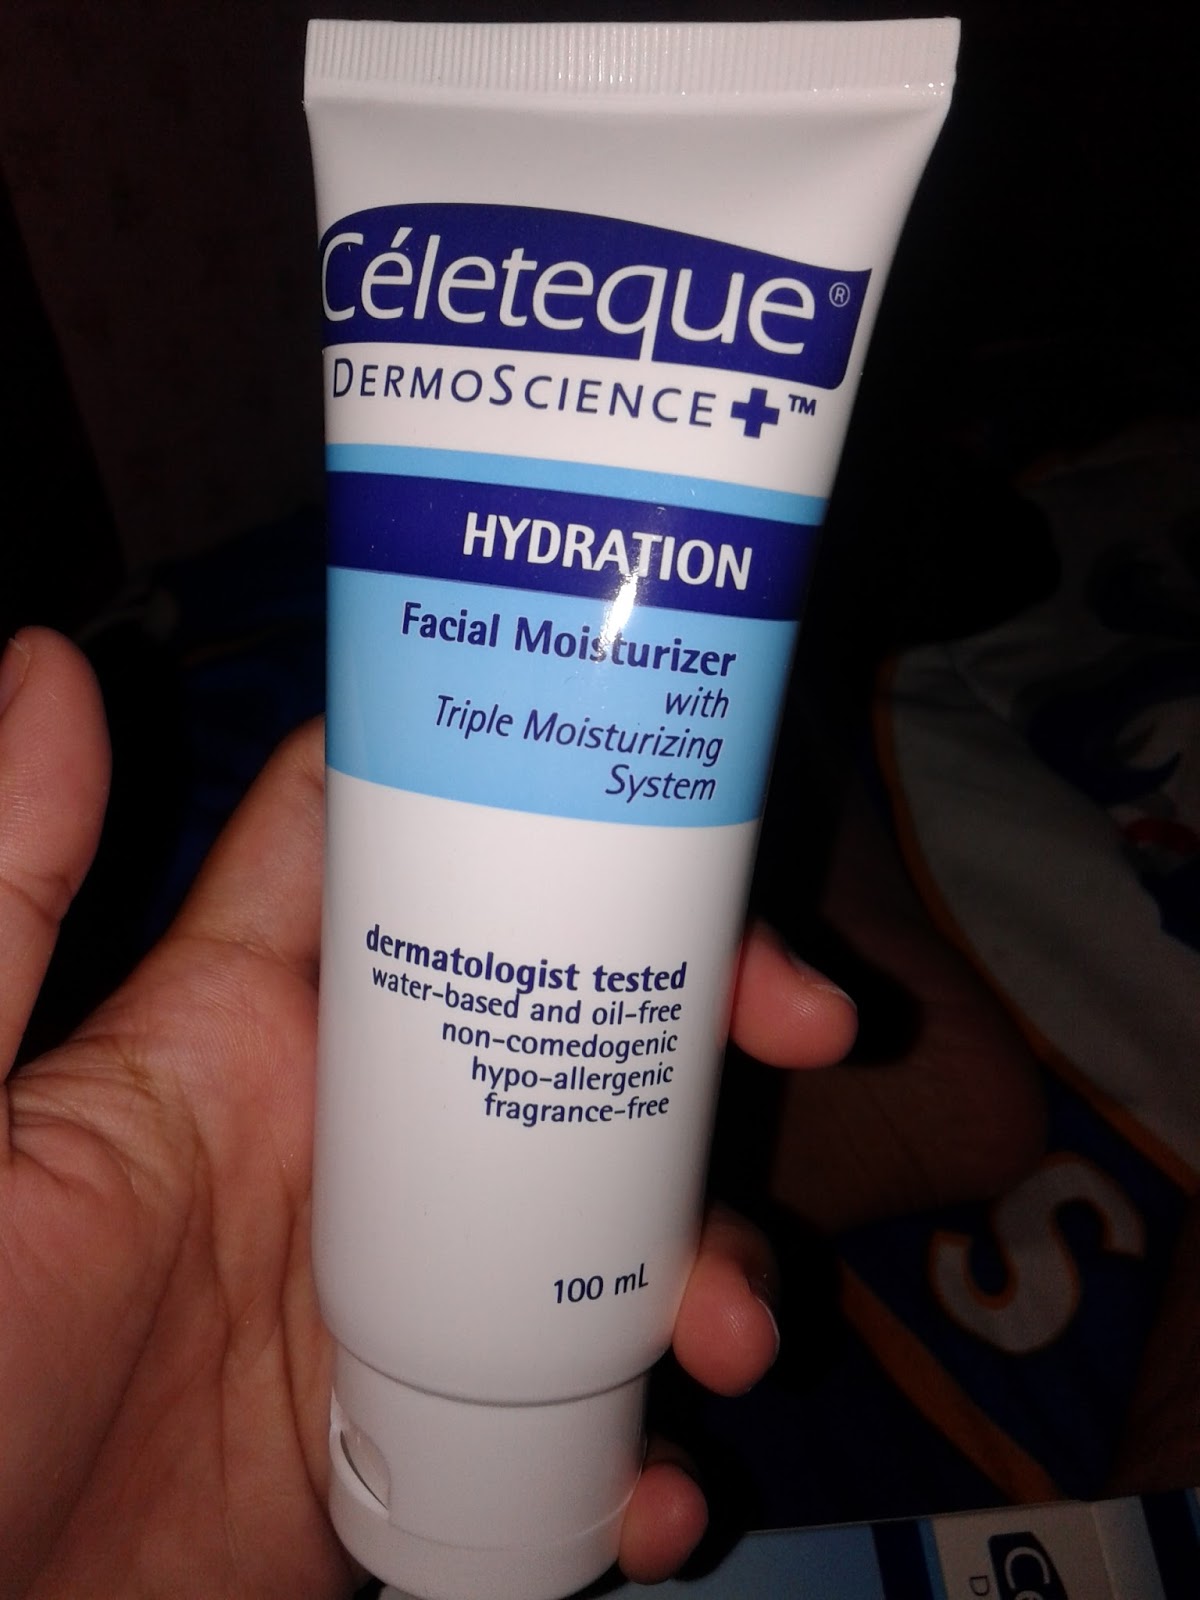 Céleteque®
DERMOSCIENCE+™
HYDRATION
Facial Moisturizer
with
Triple Moisturizing
System
dermatologist tested
water-based and oil-free
non-comedogenic
hypo-allergenic
fragrance-free
100 mL
S
Ce
D